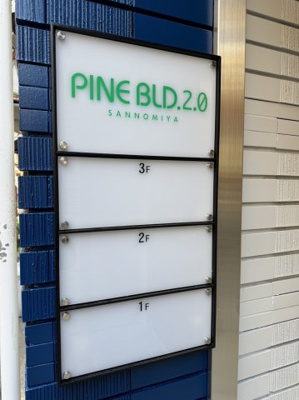 PINE BLD.2.0
SANNOMIYA
3F
2F
1F